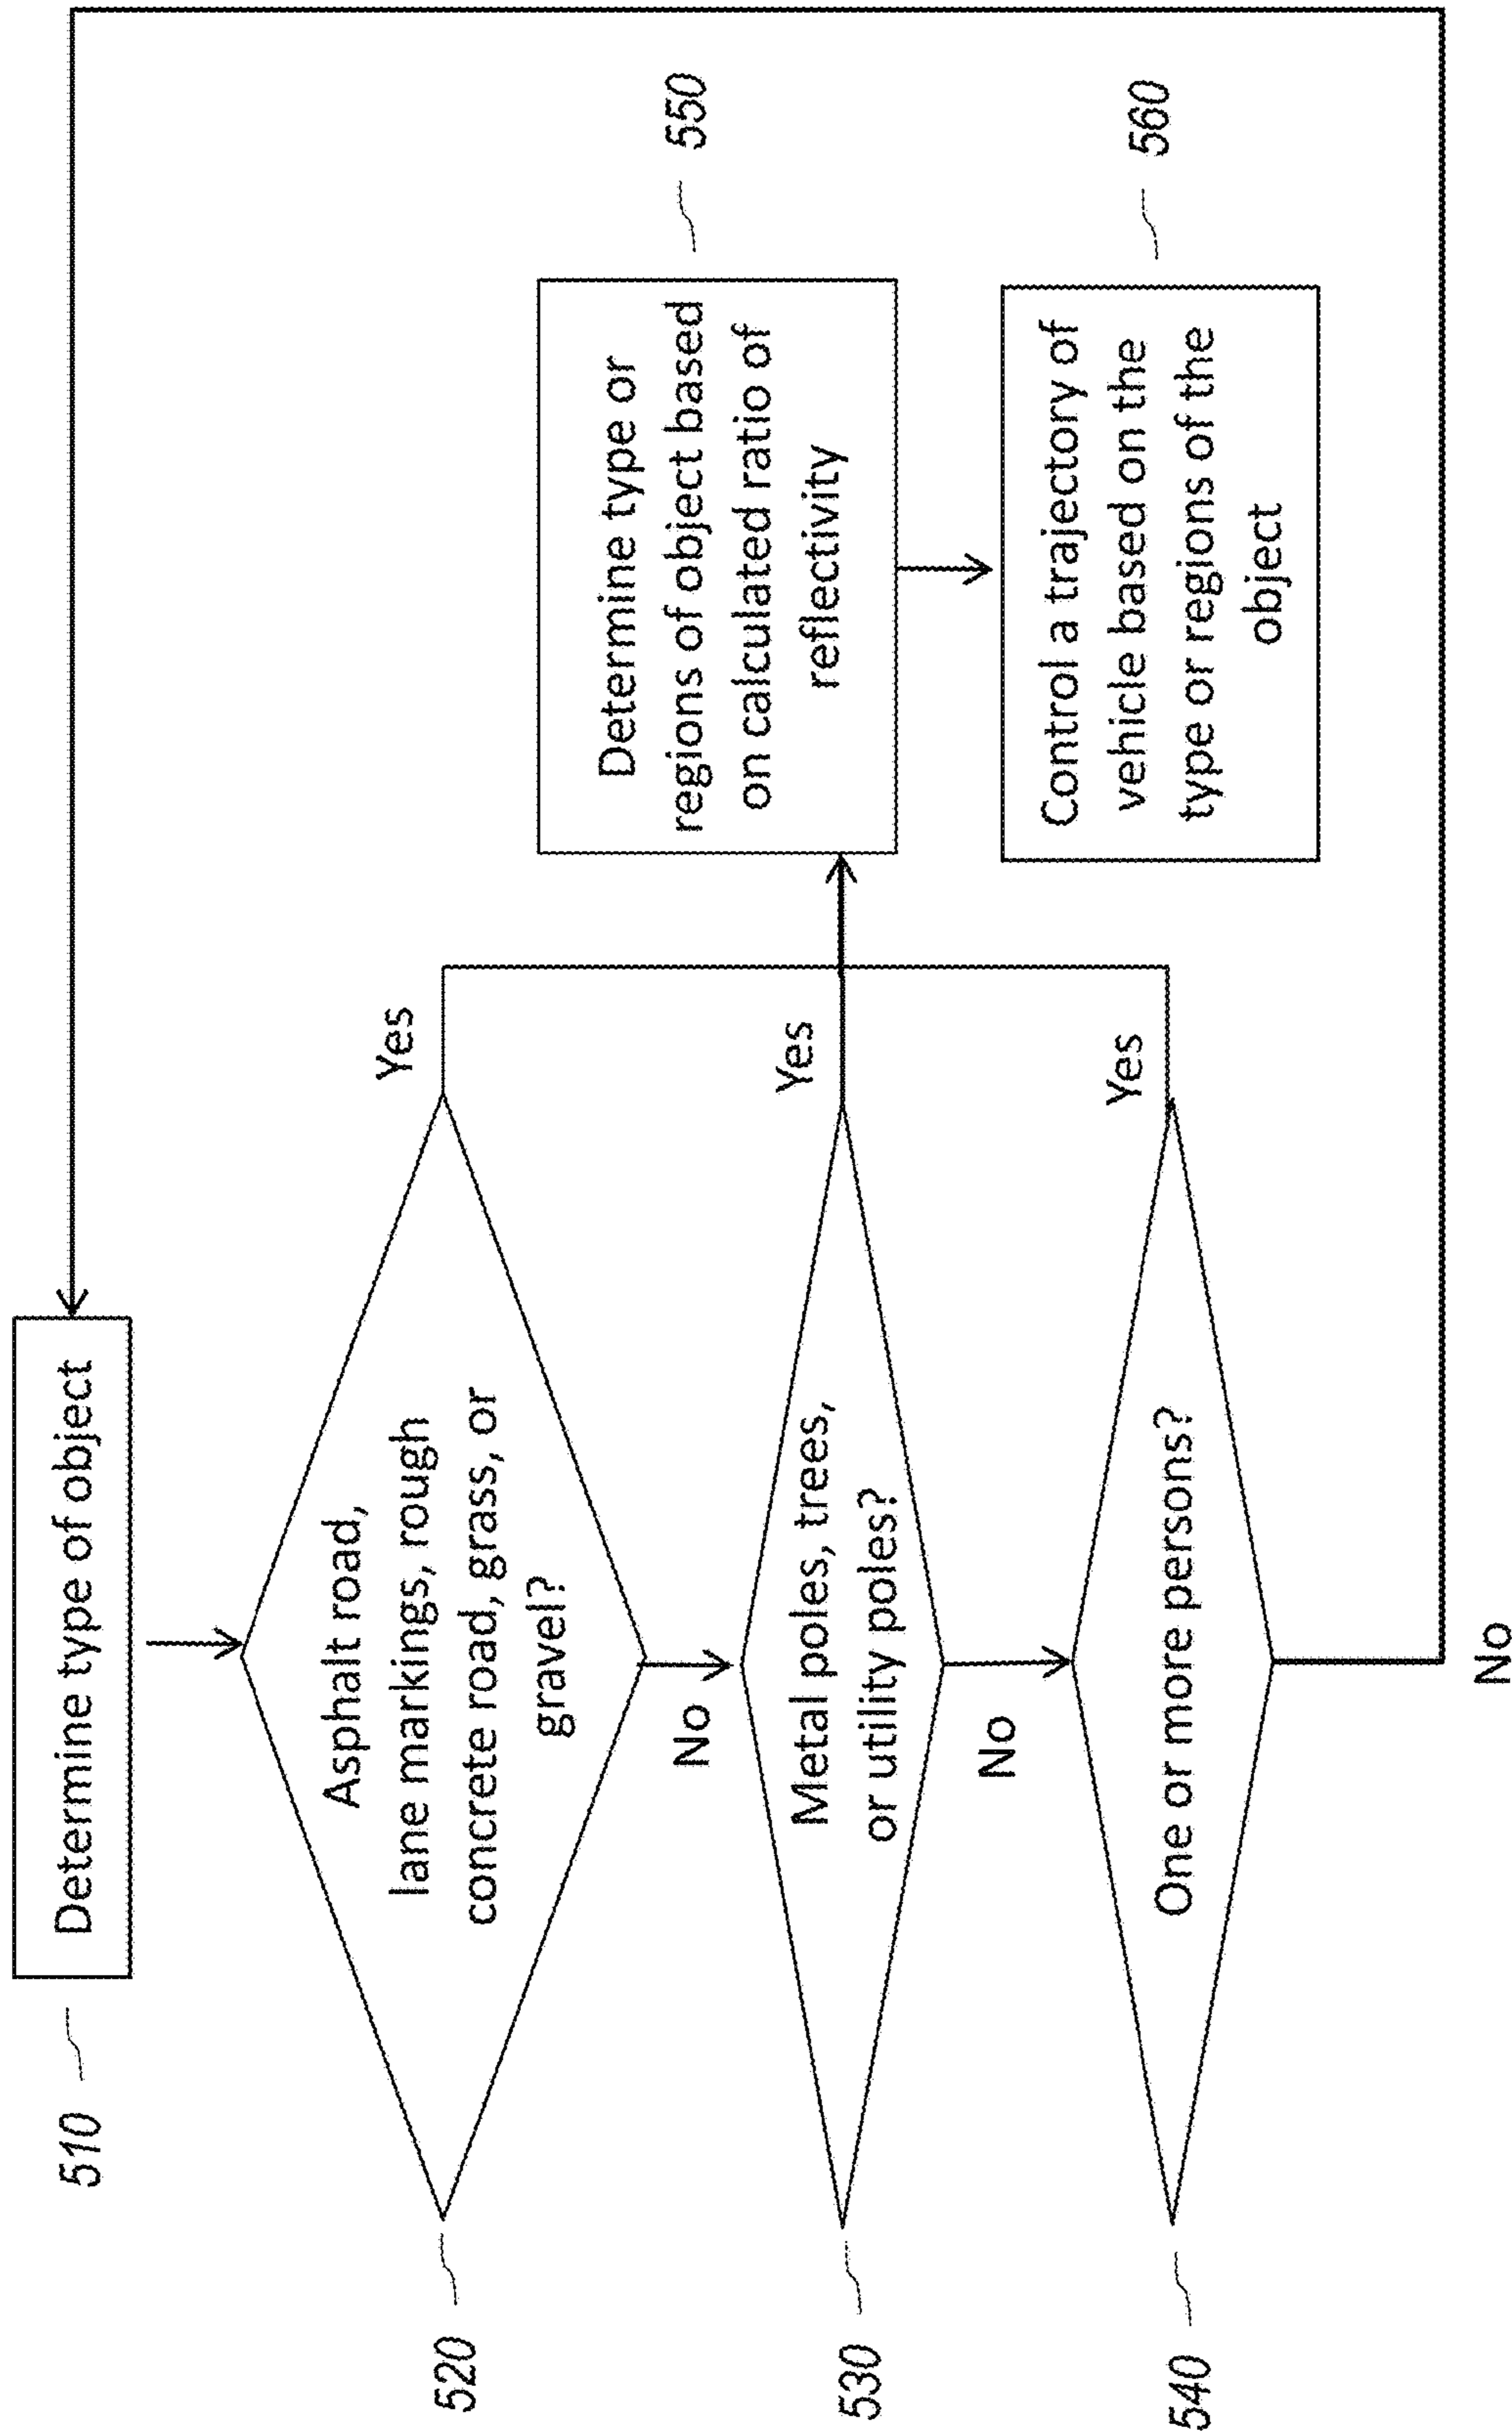 510
Determine type of object
520
Asphalt road,
lane markings, rough
concrete road, grass, or
gravel?
Yes
No
530
Metal poles, trees,
or utility poles?
Yes
No
540
One or more persons?
Yes
No
Determine type or
regions of object based
on calculated ratio of
reflectivity
550
Control a trajectory of
vehicle based on the
type or regions of the
object
560